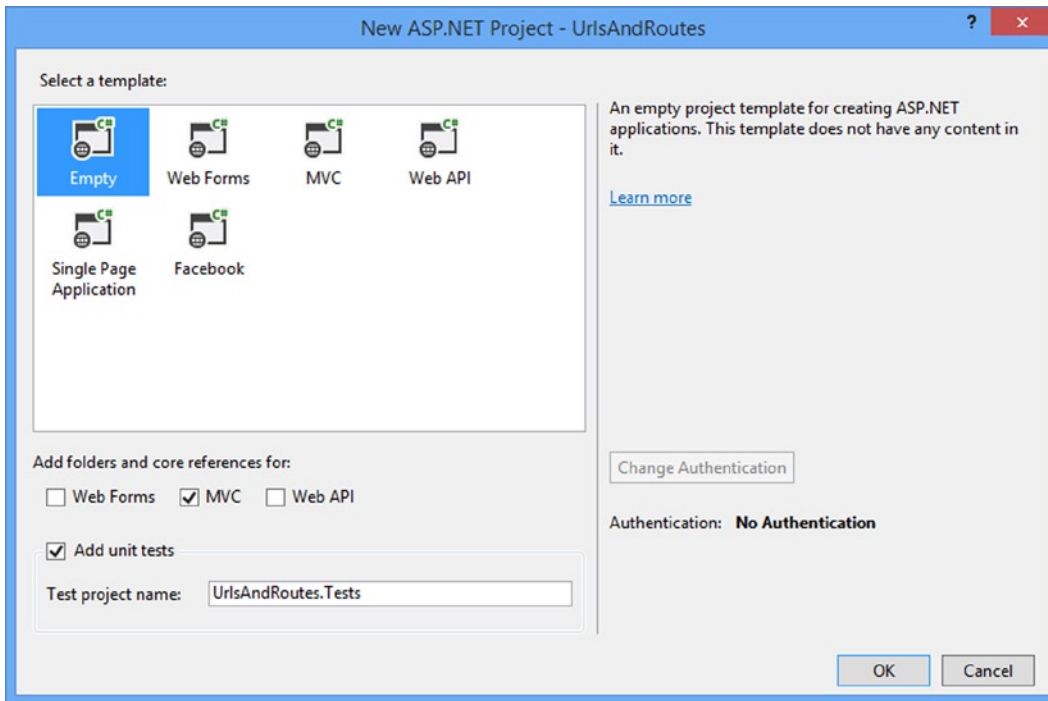 New ASP.NET Project - UrlsAndRoutes
?
×
Select a template:
C#
C#
C#
C#
Empty
Web Forms
MVC
Web API
C#
C#
Single Page
Application
Facebook
An empty project template for creating ASP.NET
applications. This template does not have any content in
it.
Learn more
Add folders and core references for:
Web Forms
MVC
Web API
Add unit tests
Test project name:
UrlsAndRoutes.Tests
Change Authentication
Authentication: No Authentication
OK
Cancel